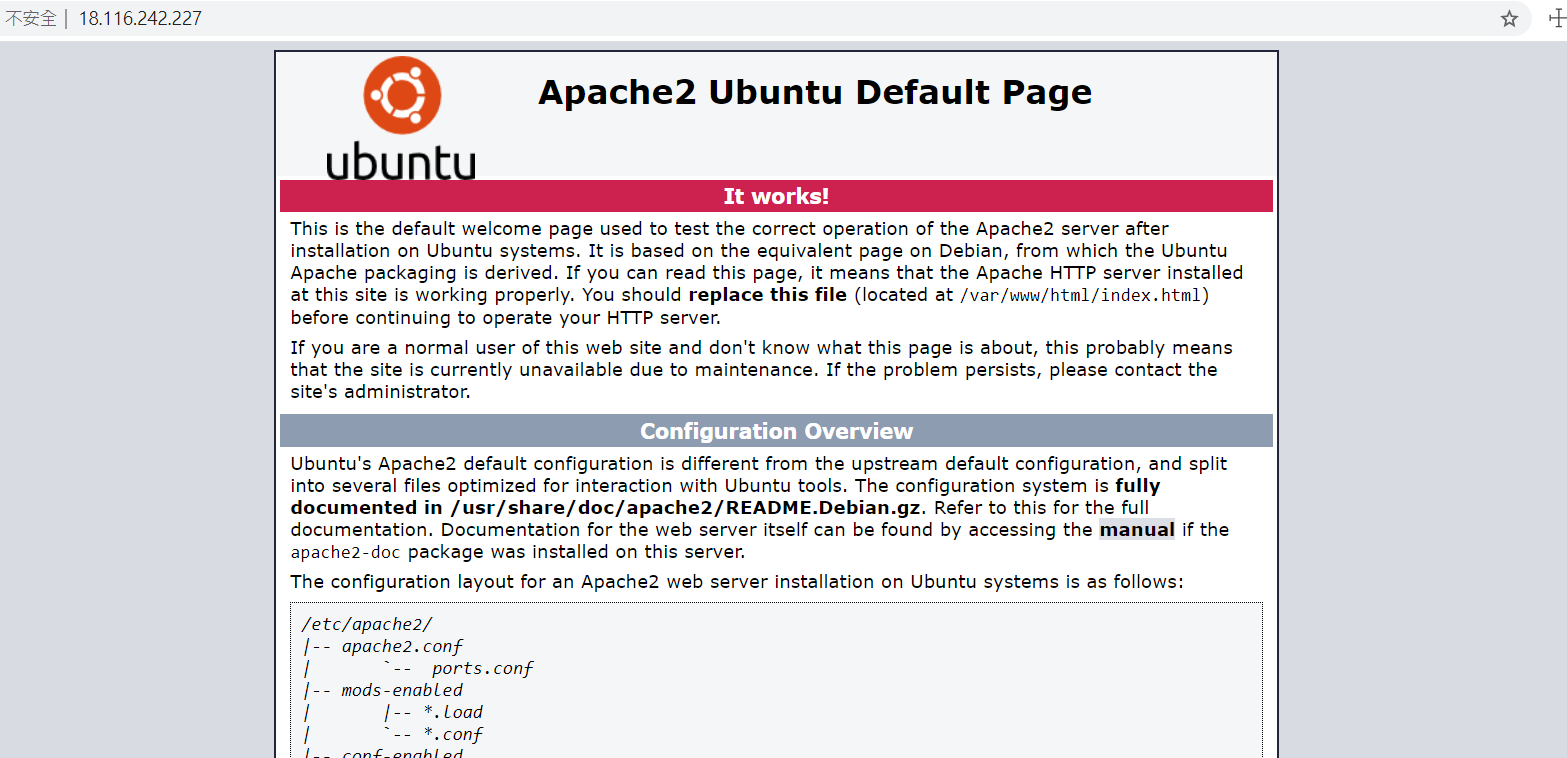 不安全 | 18.116.242.227
ubuntu
Apache2 Ubuntu Default Page
It works!
This is the default welcome page used to test the correct operation of the Apache2 server after
installation on Ubuntu systems. It is based on the equivalent page on Debian, from which the Ubuntu
Apache packaging is derived. If you can read this page, it means that the Apache HTTP server installed
at this site is working properly. You should replace this file (located at /var/www/html/index.html)
before continuing to operate your HTTP server.
If you are a normal user of this web site and don't know what this page is about, this probably means
that the site is currently unavailable due to maintenance. If the problem persists, please contact the
site's administrator.
Configuration Overview
Ubuntu's Apache2 default configuration is different from the upstream default configuration, and split
into several files optimized for interaction with Ubuntu tools. The configuration system is fully
documented in /usr/share/doc/apache2/README.Debian.gz. Refer to this for the full
documentation. Documentation for the web server itself can be found by accessing the manual if the
apache2-doc package was installed on this server.
The configuration layout for an Apache2 web server installation on Ubuntu systems is as follows:
/etc/apache2/
|-- apache2.conf
|       `--  ports.conf
|-- mods-enabled
|       |-- *.load
|       `-- *.conf
|-- conf-enabled